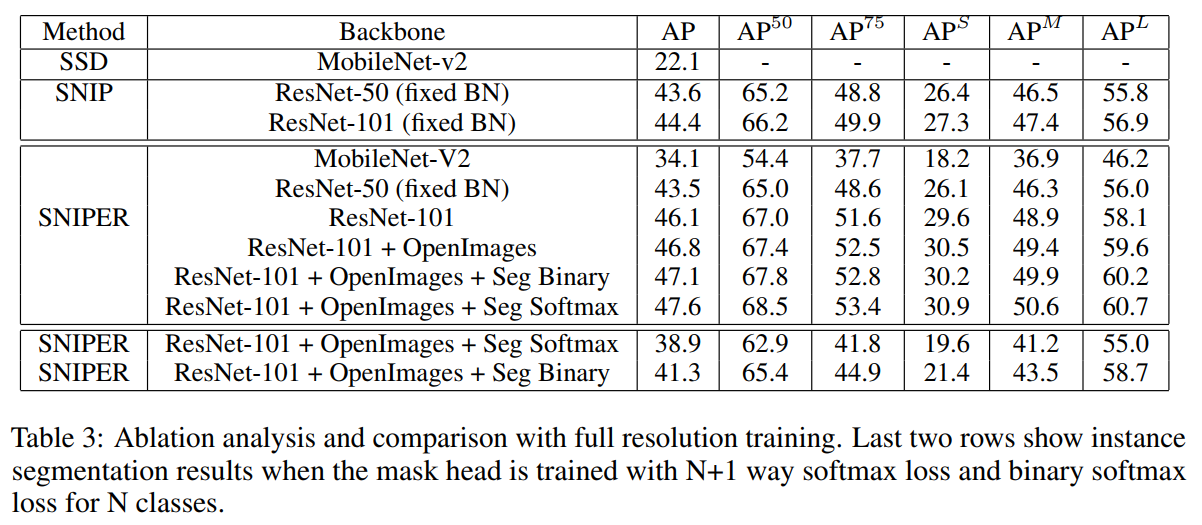 Method Backbone AP AP^50 AP^75 AP^S AP^M AP^L
SSD MobileNet-v2 22.1 - - - - -
SNIP ResNet-50 (fixed BN) 43.6 65.2 48.8 26.4 46.5 55.8
ResNet-101 (fixed BN) 44.4 66.2 49.9 27.3 47.4 56.9
MobileNet-V2 34.1 54.4 37.7 18.2 36.9 46.2
ResNet-50 (fixed BN) 43.5 65.0 48.6 26.1 46.3 56.0
SNIPER ResNet-101 46.1 67.0 51.6 29.6 48.9 58.1
ResNet-101 + OpenImages 46.8 67.4 52.5 30.5 49.4 59.6
ResNet-101 + OpenImages + Seg Binary 47.1 67.8 52.8 30.2 49.9 60.2
ResNet-101 + OpenImages + Seg Softmax 47.6 68.5 53.4 30.9 50.6 60.7
SNIPER ResNet-101 + OpenImages + Seg Softmax 38.9 62.9 41.8 19.6 41.2 55.0
SNIPER ResNet-101 + OpenImages + Seg Binary 41.3 65.4 44.9 21.4 43.5 58.7
Table 3: Ablation analysis and comparison with full resolution training. Last two rows show instance
segmentation results when the mask head is trained with N+1 way softmax loss and binary softmax
loss for N classes.